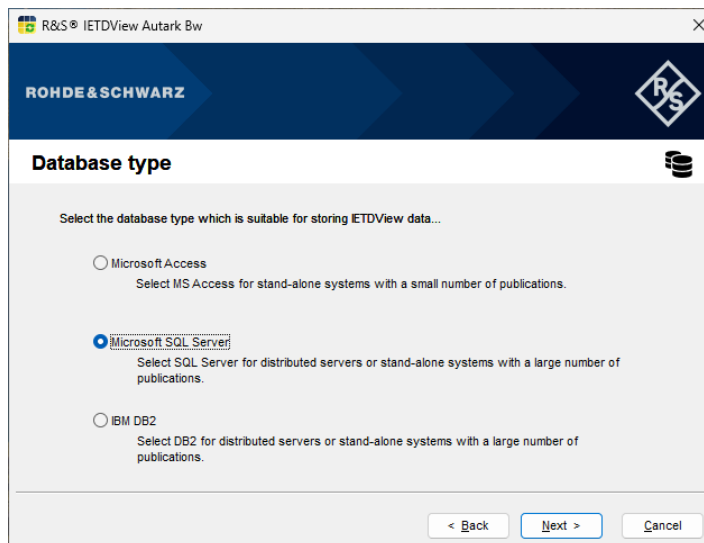 R&S® IETDView Autark Bw
ROHDE&SCHWARZ
R&S
Database type
Select the database type which is suitable for storing IETDView data...
Microsoft Access
Select MS Access for stand-alone systems with a small number of publications.
Microsoft SQL Server
Select SQL Server for distributed servers or stand-alone systems with a large number of
publications.
IBM DB2
Select DB2 for distributed servers or stand-alone systems with a large number of
publications.
< Back
Next >
Cancel